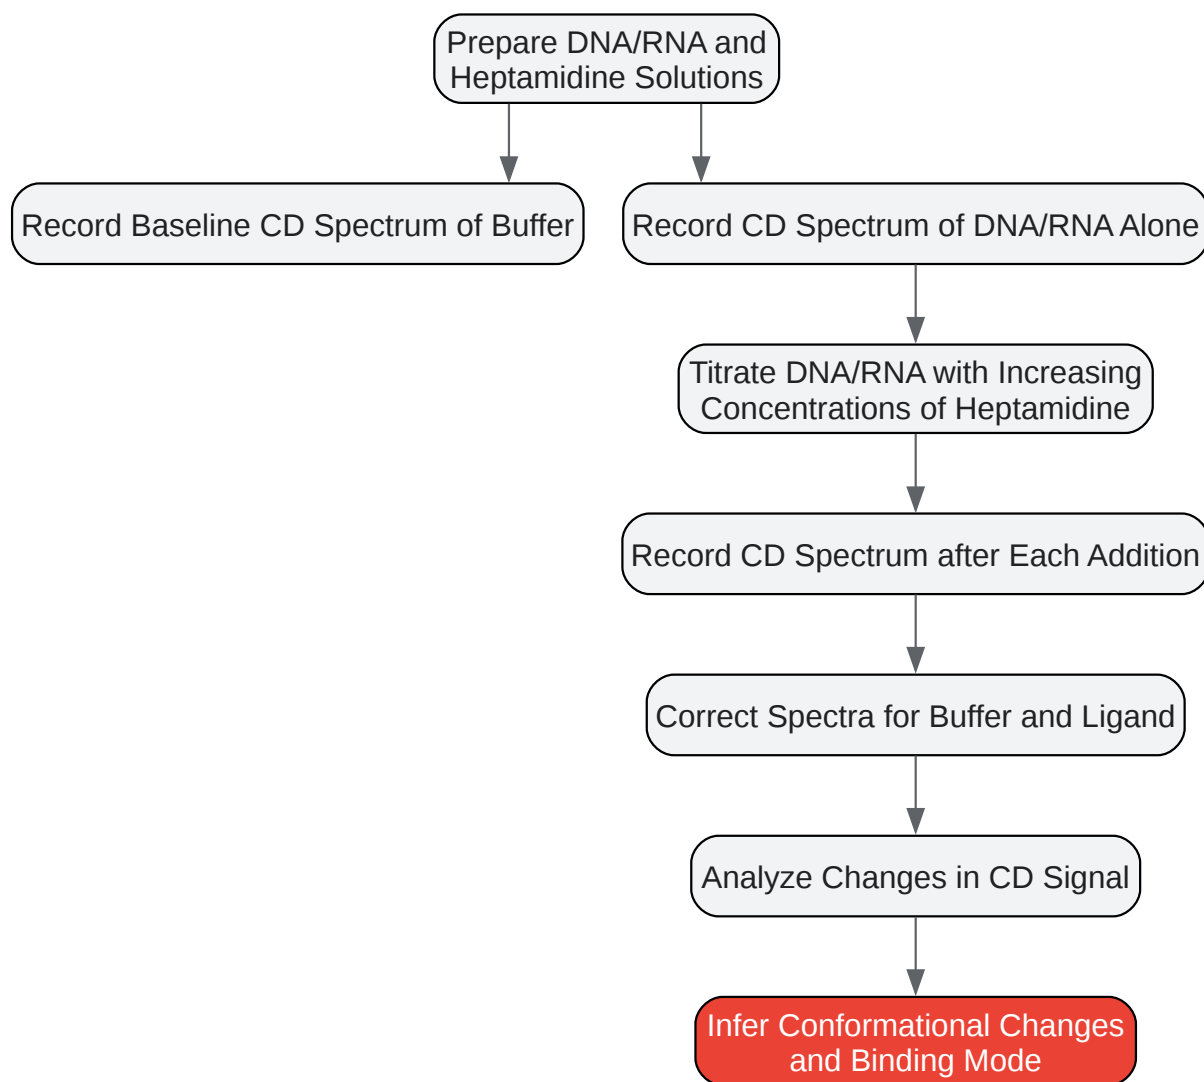 Prepare DNA/RNA and
Heptamidine Solutions
Record Baseline CD Spectrum of Buffer
Record CD Spectrum of DNA/RNA Alone
Titrate DNA/RNA with Increasing
Concentrations of Heptamidine
Record CD Spectrum after Each Addition
Correct Spectra for Buffer and Ligand
Analyze Changes in CD Signal
Infer Conformational Changes
and Binding Mode